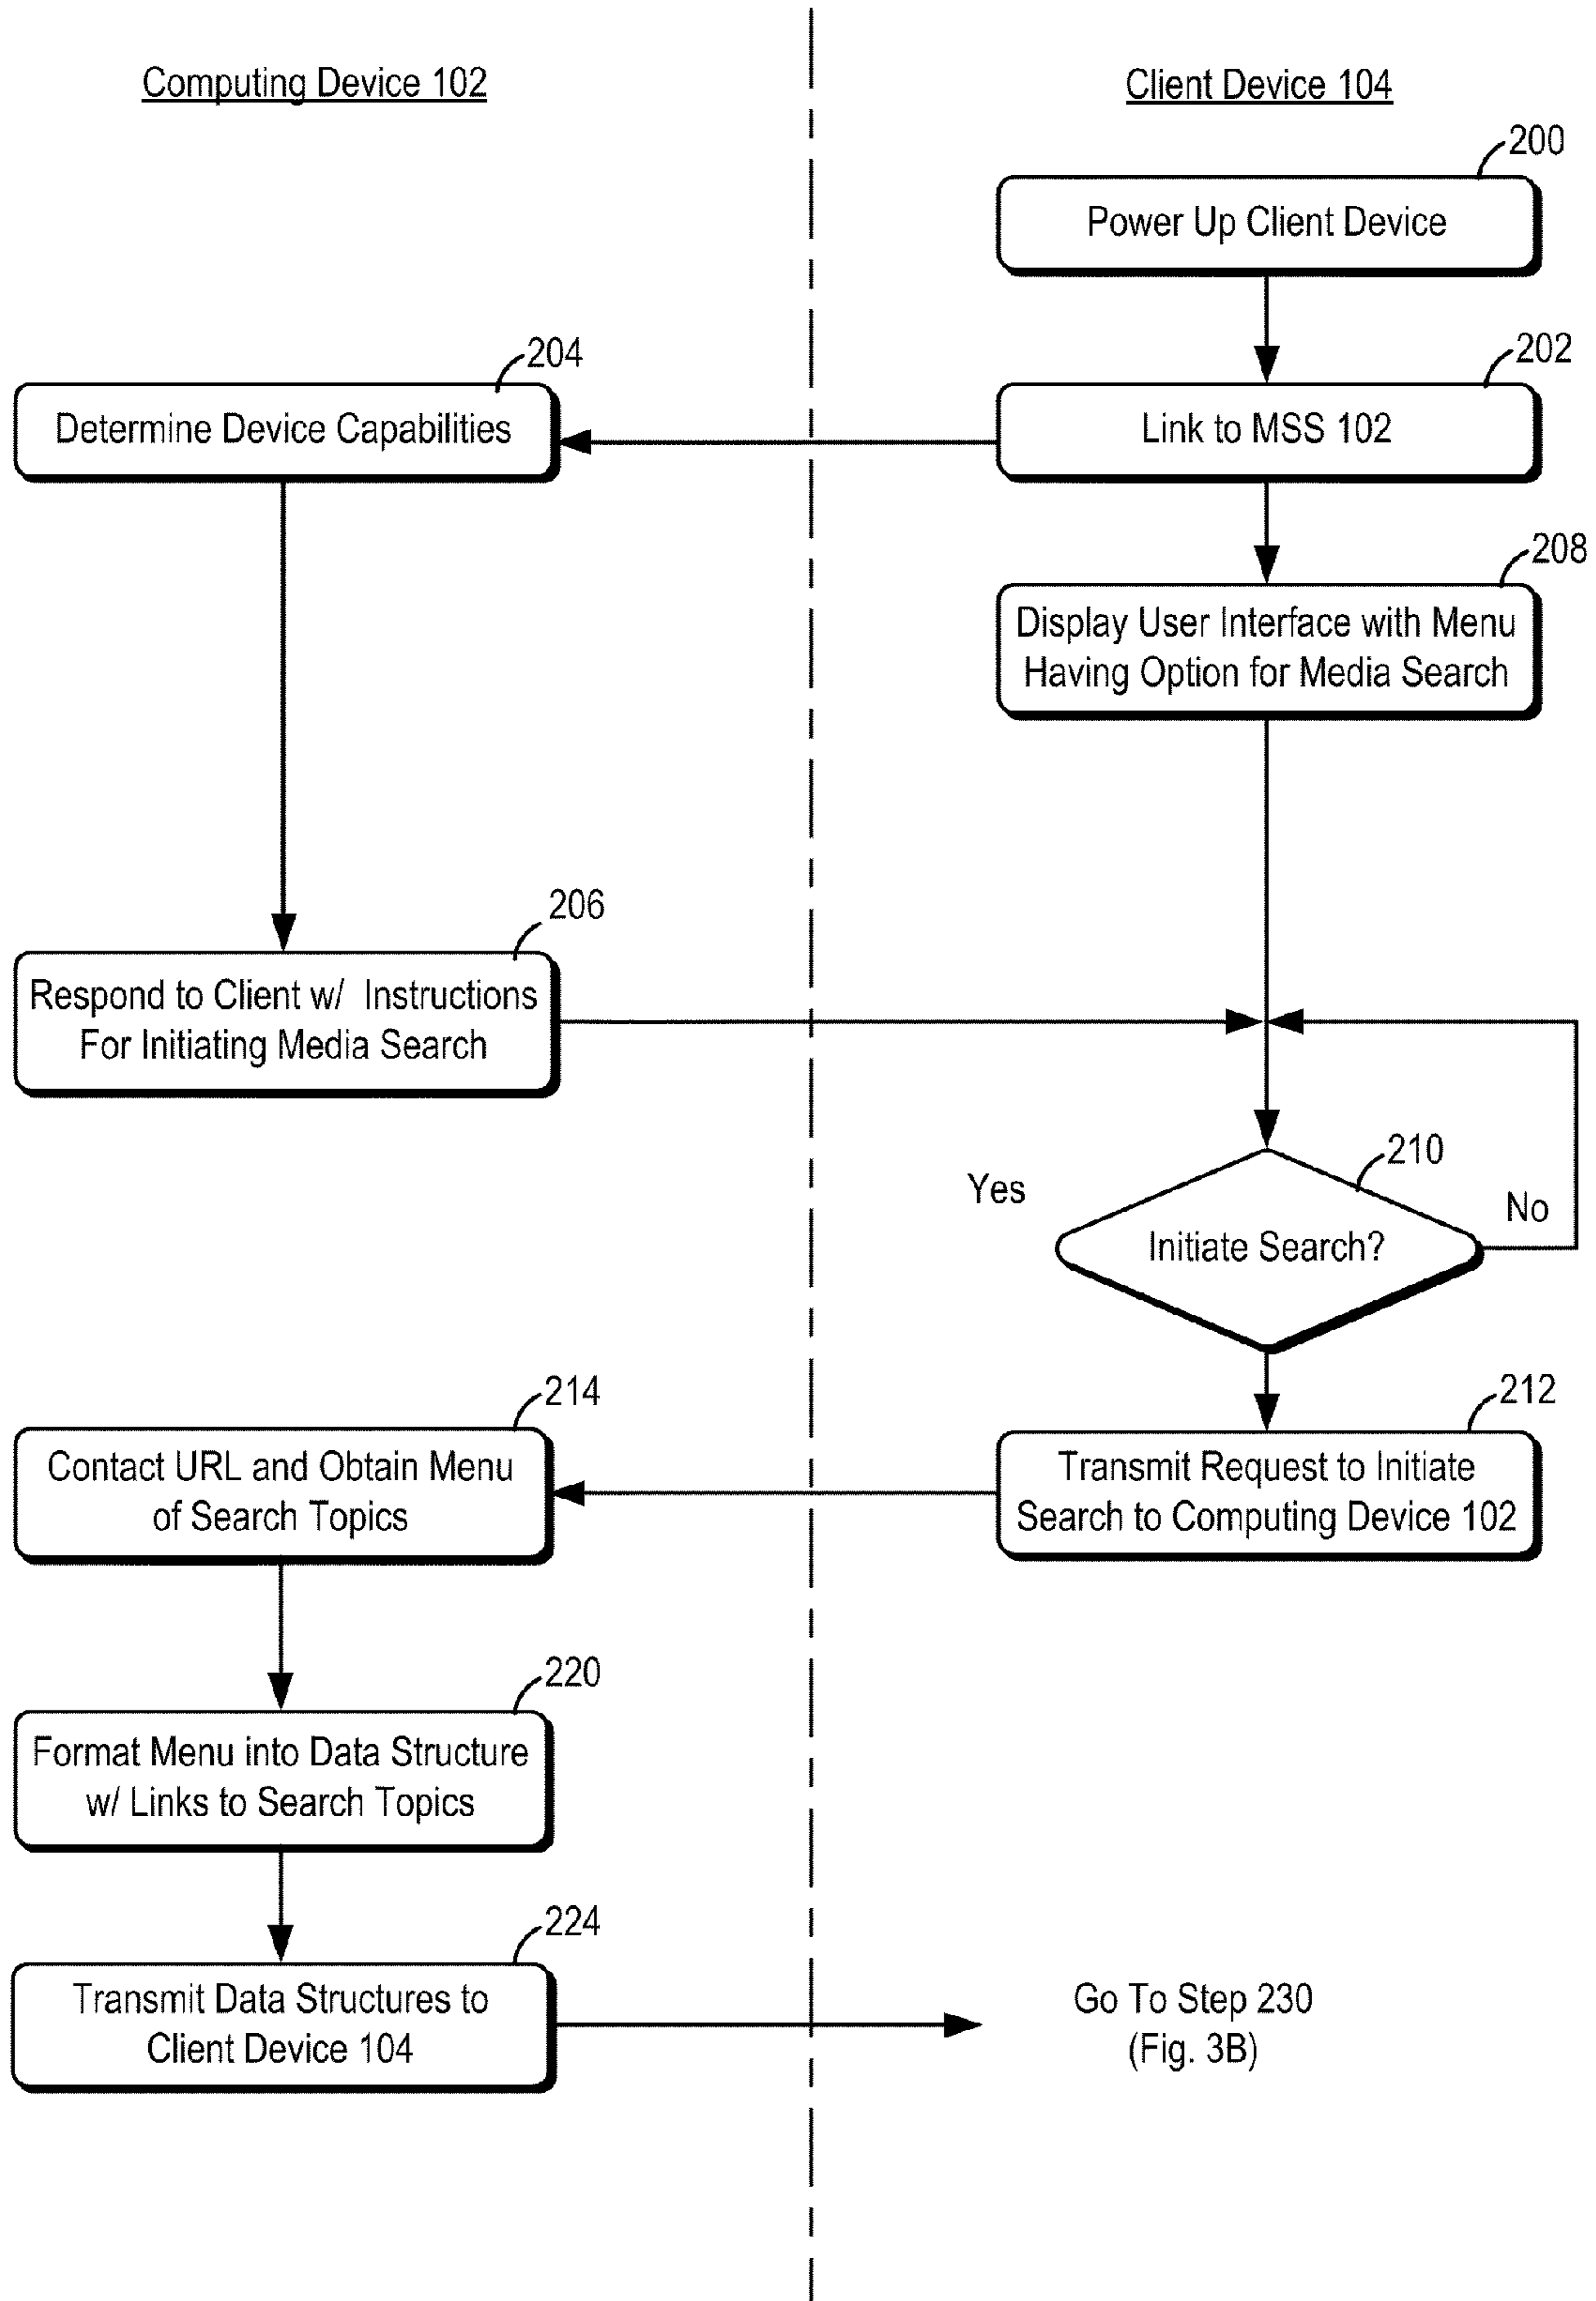 Computing Device 102
Client Device 104
200
Power Up Client Device
204
202
Determine Device Capabilities
Link to MSS 102
208
Display User Interface with Menu
Having Option for Media Search
206
Respond to Client w/ Instructions
For Initiating Media Search
210
Yes
No
Initiate Search?
214
212
Contact URL and Obtain Menu
of Search Topics
Transmit Request to Initiate
Search to Computing Device 102
220
Format Menu into Data Structure
w/ Links to Search Topics
224
Transmit Data Structures to
Client Device 104
Go To Step 230
(Fig. 3B)